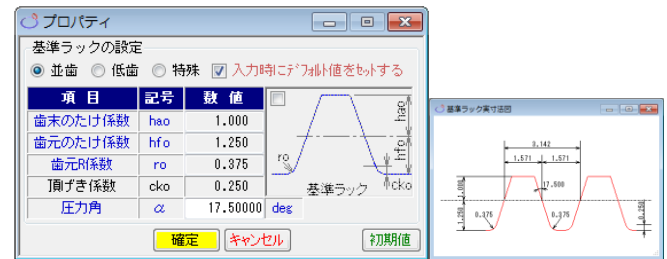 プロパティ
基準ラックの設定
並歯 低歯 特殊 入力時にデフォルト値をセットする
項 目 記号 数 値
歯末のたけ係数 hao 1.000
歯元のたけ係数 hfo 1.250
歯元R係数 ro 0.375
頂げき係数 cko 0.250
圧力角 α 17.50000 deg
hao
hfo
ro
cko
基準ラック
確定 キャンセル 初期値
基準ラック実寸法図
3.142
1.571 1.571
17.500
1.000
1.250
0.375 0.375
0.250